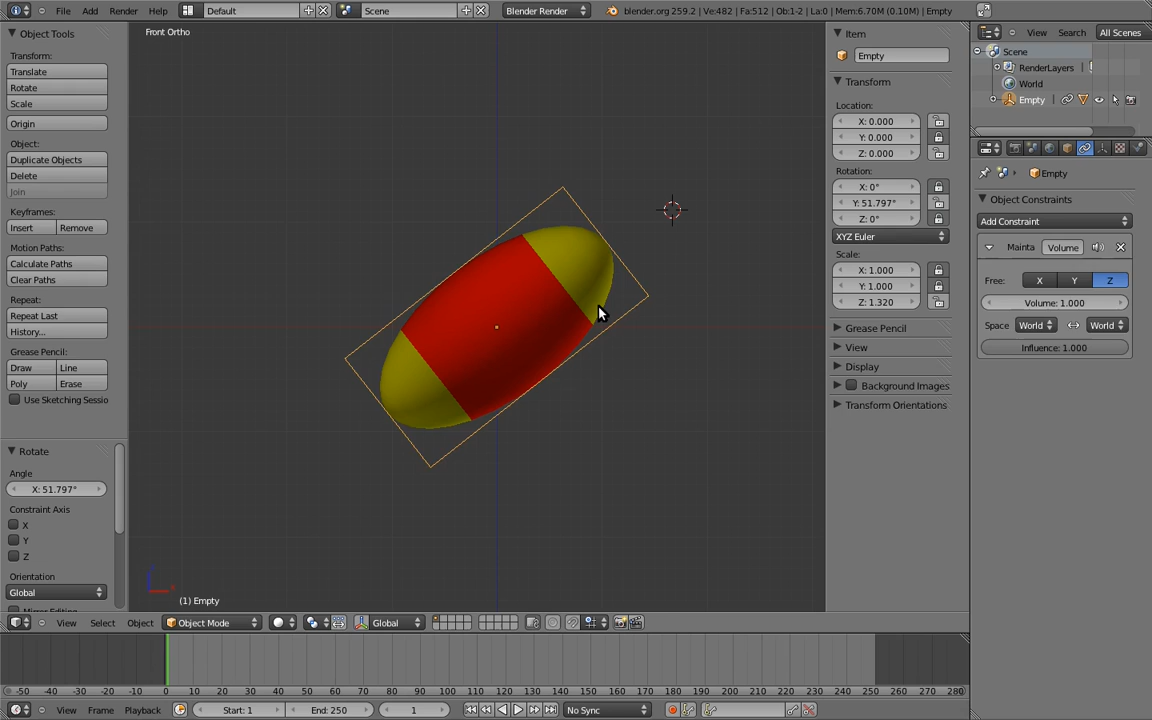 File Add Render Help Default Scene Blender Render blender.org 259.2 | Ve:482 | Fa:512 | Ob:1-2 | La:0 | Mem:6.70M (0.10M) | Empty
Object Tools
Transform:
Translate
Rotate
Scale
Origin
Object:
Duplicate Objects
Delete
Join
Keyframes:
Insert Remove
Motion Paths:
Calculate Paths
Clear Paths
Repeat:
Repeat Last
History...
Grease Pencil:
Draw Line
Poly Erase
Use Sketching Sessio
Rotate
Angle
X: 51.797°
Constraint Axis
X
Y
Z
Orientation
Global
Front Ortho
(1) Empty
Item
Empty
Transform
Location:
X: 0.000
Y: 0.000
Z: 0.000
Rotation:
X: 0°
Y: 51.797°
Z: 0°
XYZ Euler
Scale:
X: 1.000
Y: 1.000
Z: 1.320
Grease Pencil
View
Display
Background Images
Transform Orientations
View Search All Scenes
Scene
RenderLayers |
World
Empty |
Empty
Object Constraints
Add Constraint
Mainta Volume
Free: X Y Z
Volume: 1.000
Space World World
Influence: 1.000
View Select Object Object Mode Global
-50 -40 -30 -20 -10 0 10 20 30 40 50 60 70 80 90 100 110 120 130 140 150 160 170 180 190 200 210 220 230 240 250 260 270 280
View Frame Playback Start: 1 End: 250 1 No Sync